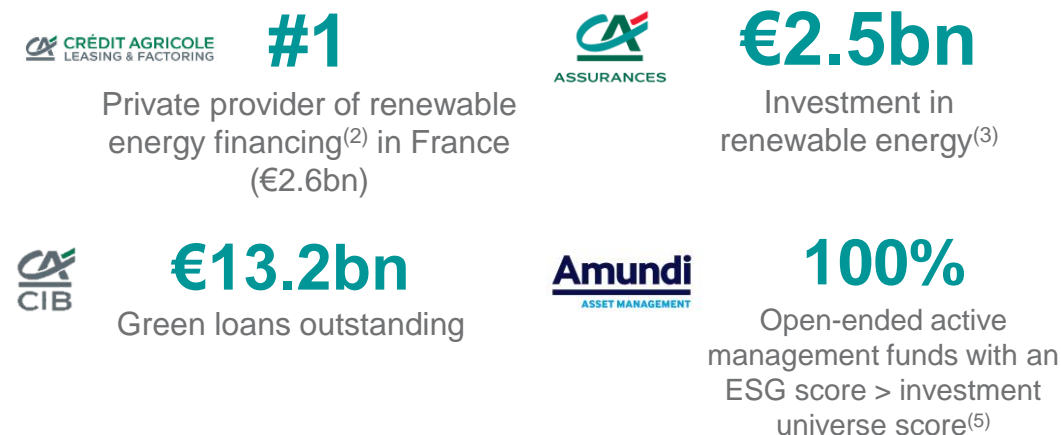 CRÉDIT AGRICOLE
LEASING & FACTORING
#1
Private provider of renewable
energy financing(2) in France
(€2.6bn)
CA
ASSURANCES
€2.5bn
Investment in
renewable energy(3)
CA
CIB
€13.2bn
Green loans outstanding
Amundi
ASSET MANAGEMENT
100%
Open-ended active
management funds with an
ESG score > investment
universe score(5)